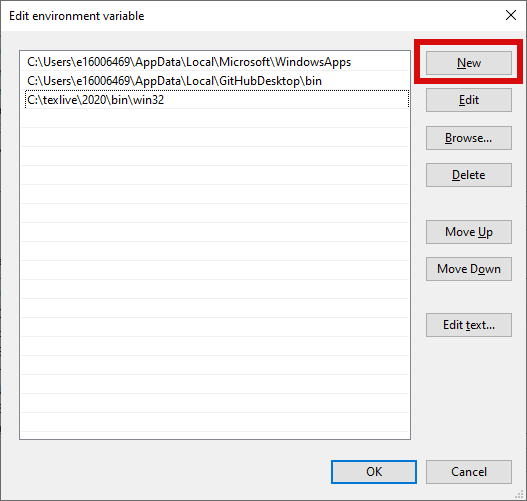 Edit environment variable
C:\Users\e16006469\AppData\Local\Microsoft\WindowsApps
C:\Users\e16006469\AppData\Local\GitHubDesktop\bin
C:\texlive\2020\bin\win32
New
Edit
Browse...
Delete
Move Up
Move Down
Edit text...
OK
Cancel